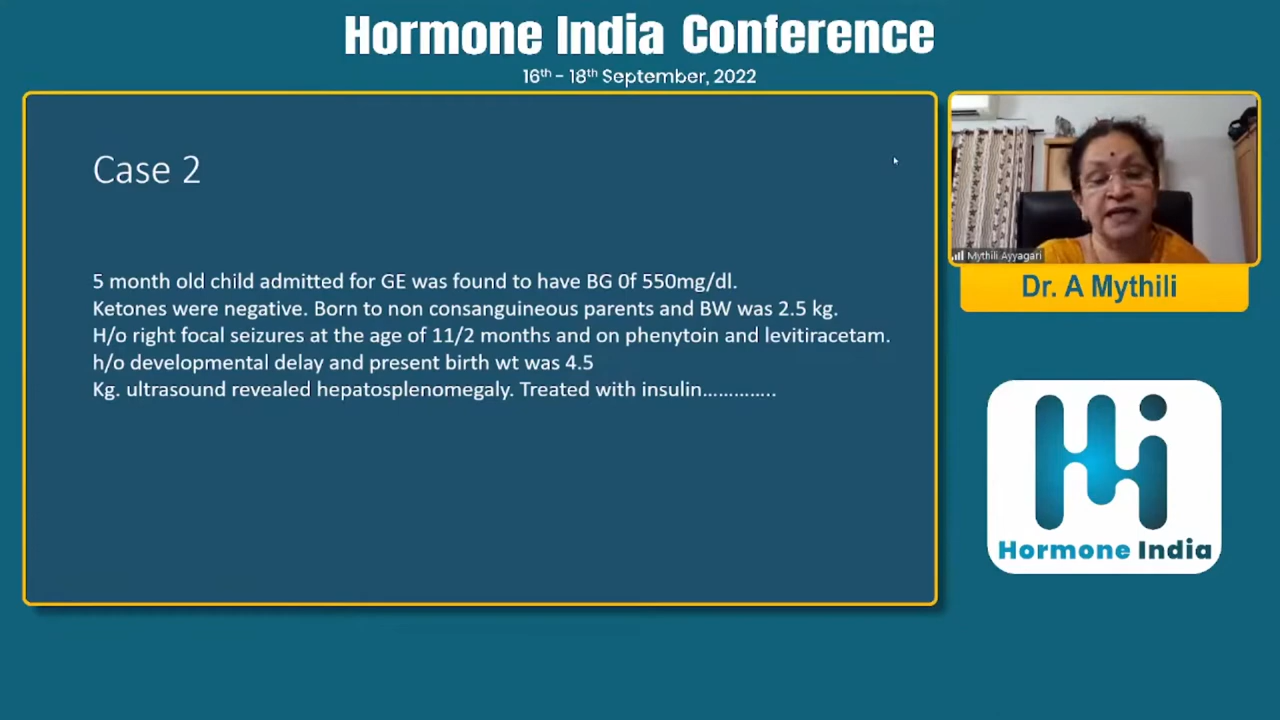 Hormone India Conference
16th - 18th September, 2022
Case 2
5 month old child admitted for GE was found to have BG 0f 550mg/dl.
Ketones were negative. Born to non consanguineous parents and BW was 2.5 kg.
H/o right focal seizures at the age of 11/2 months and on phenytoin and levitiracetam.
h/o developmental delay and present birth wt was 4.5
Kg. ultrasound revealed hepatosplenomegaly. Treated with insulin…………..
Mythili Ayyagari
Dr. A Mythili
Hi
Hormone India